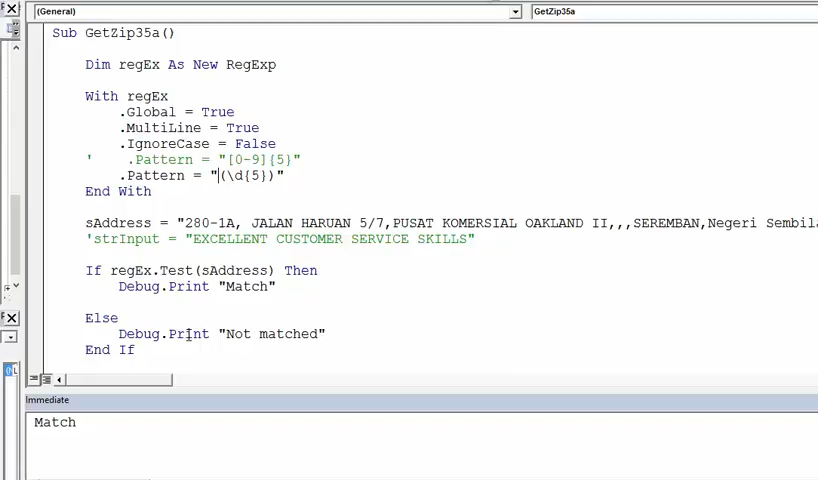 (General)
GetZip35a
Sub GetZip35a()
Dim regEx As New RegExp
With regEx
.Global = True
.MultiLine = True
.IgnoreCase = False
' .Pattern = "[0-9]{5}"
.Pattern = "(\d{5})"
End With
sAddress = "280-1A, JALAN HARUAN 5/7,PUSAT KOMERSIAL OAKLAND II,,,SEREMBAN,Negeri Sembila
'strInput = "EXCELLENT CUSTOMER SERVICE SKILLS"
If regEx.Test(sAddress) Then
Debug.Print "Match"
Else
Debug.Print "Not matched"
End If
Immediate
Match